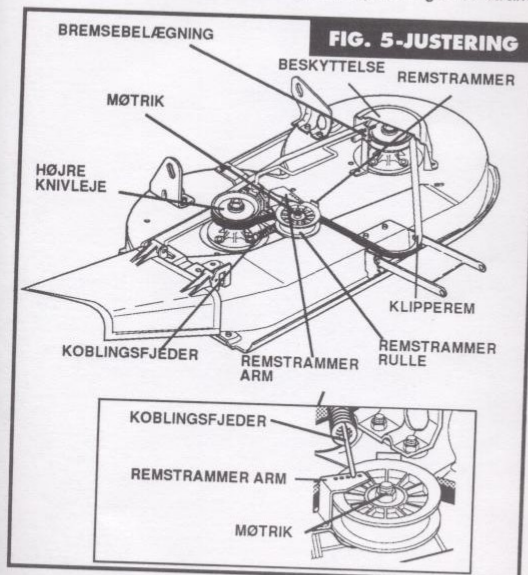 FIG. 5-JUSTERING
BREMSEBELÆGNING
BESKYTTELSE
REMSTRAMMER
MØTRIK
HØJRE
KNIVLEJE
KLIPPEREM
KOBLINGSFJEDER
REMSTRAMMER
ARM
REMSTRAMMER
RULLE
KOBLINGSFJEDER
REMSTRAMMER ARM
MØTRIK